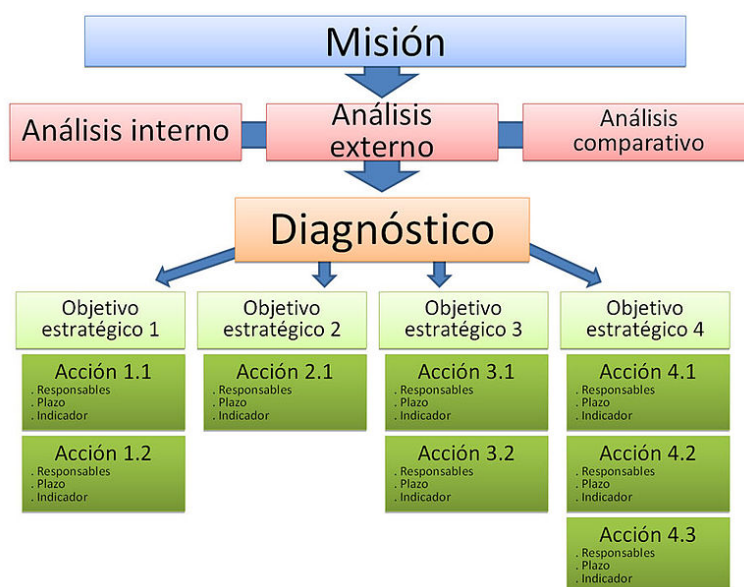 Misión
Análisis interno
Análisis
externo
Análisis
comparativo
Diagnóstico
Objetivo
estratégico 1
Acción 1.1
. Responsables
. Plazo
. Indicador
Acción 1.2
. Responsables
. Plazo
. Indicador
Objetivo
estratégico 2
Acción 2.1
. Responsables
. Plazo
. Indicador
Objetivo
estratégico 3
Acción 3.1
. Responsables
. Plazo
. Indicador
Acción 3.2
. Responsables
. Plazo
. Indicador
Objetivo
estratégico 4
Acción 4.1
. Responsables
. Plazo
. Indicador
Acción 4.2
. Responsables
. Plazo
. Indicador
Acción 4.3
. Responsables
. Plazo
. Indicador